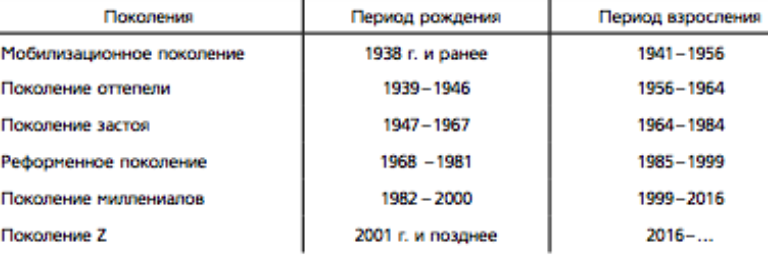 Поколения Период рождения Период взросления
Мобилизационное поколение 1938 г. и ранее 1941–1956
Поколение оттепели 1939–1946 1956–1964
Поколение застоя 1947–1967 1964–1984
Реформенное поколение 1968 –1981 1985–1999
Поколение миллениалов 1982 – 2000 1999–2016
Поколение Z 2001 г. и позднее 2016–...